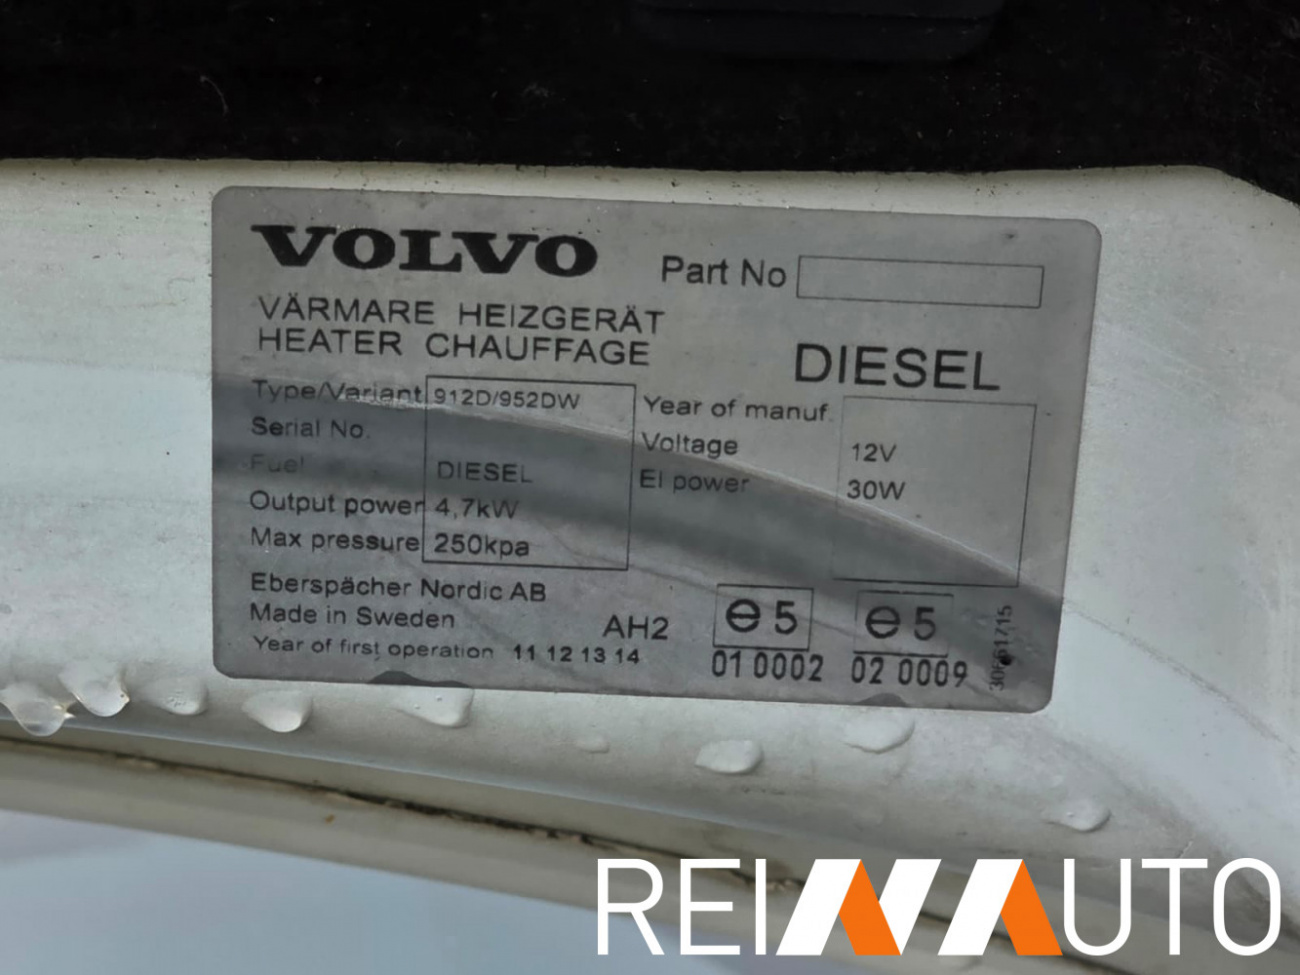 VOLVO
Part No
VÄRMARE HEIZGERÄT
HEATER CHAUFFAGE
DIESEL
Type/Variant 912D/952DW
Year of manuf.
Serial No.
Voltage 12V
Fuel DIESEL
El power 30W
Output power 4,7kW
Max pressure 250kpa
Eberspächer Nordic AB
Made in Sweden
AH2
e5 e5
Year of first operation 11 12 13 14
01 0002 02 0009
REINAUTO